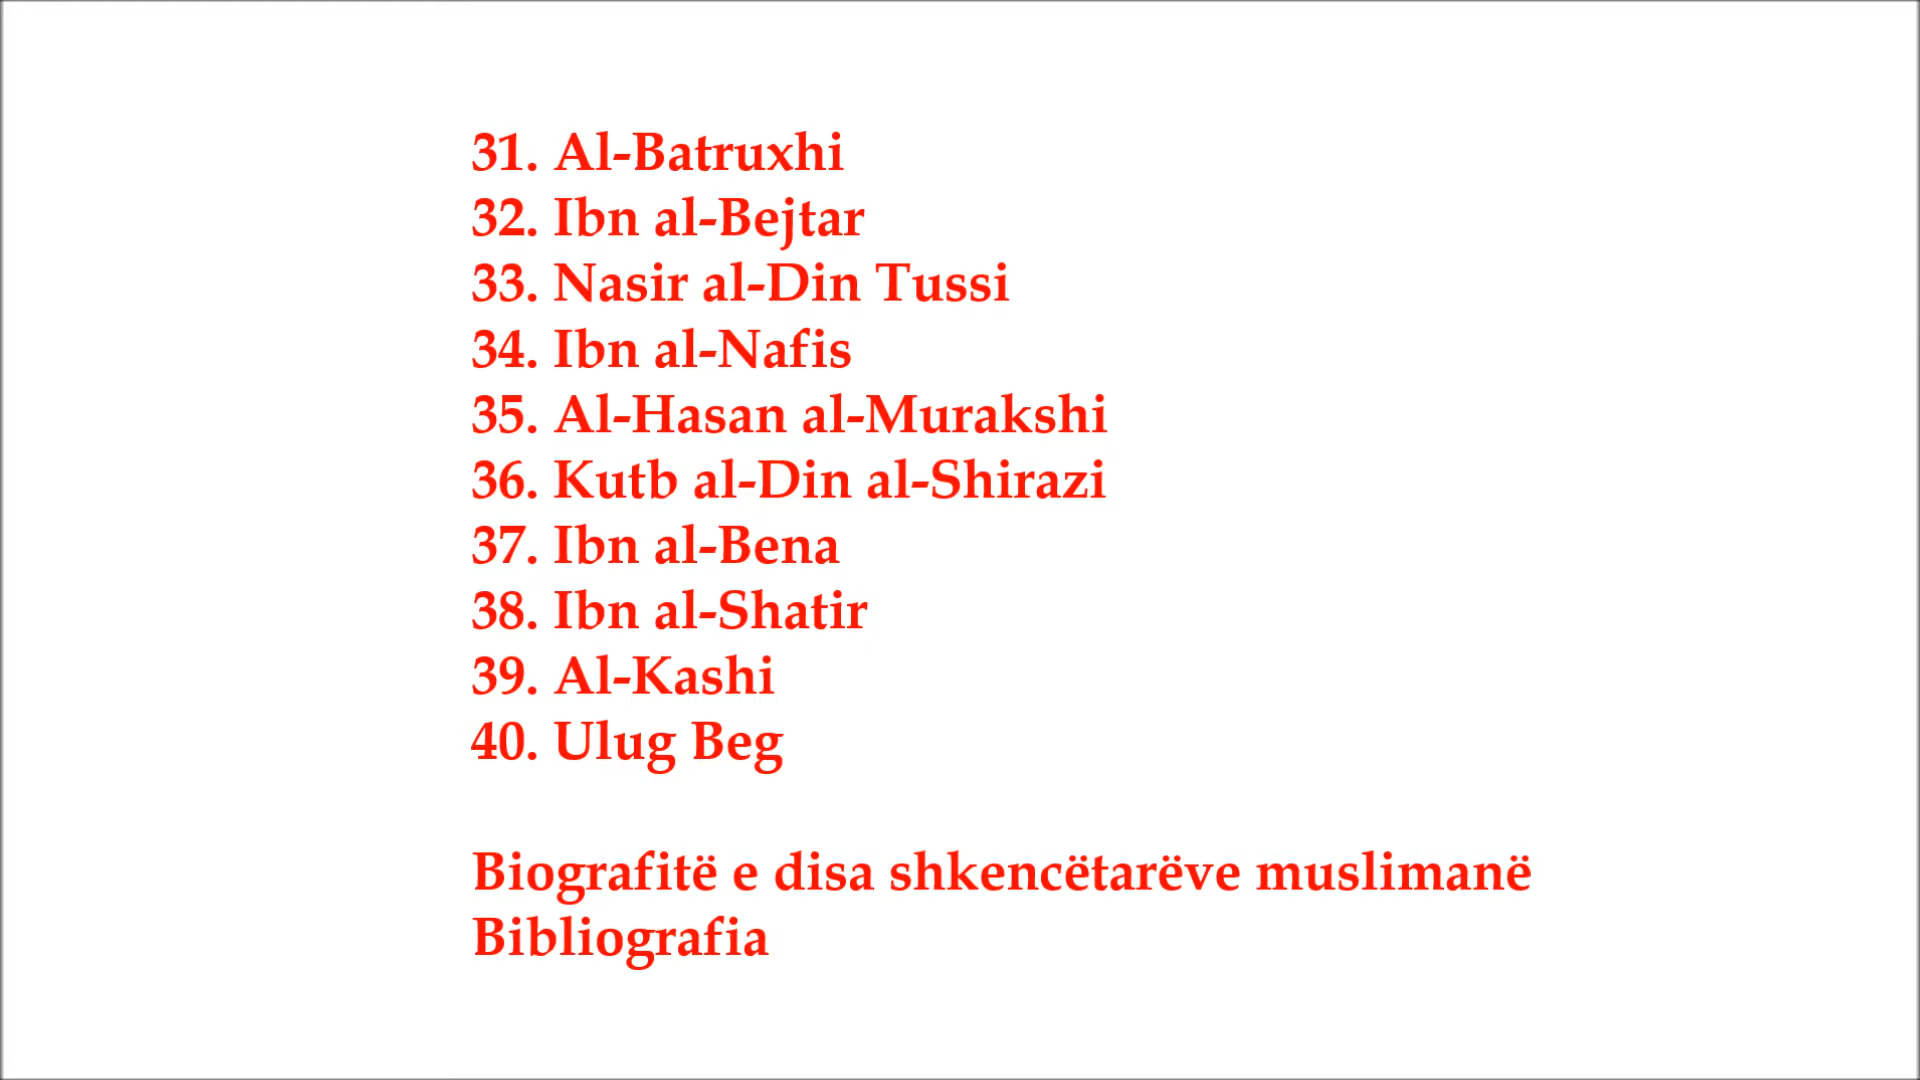 31. Al-Batruxhi
32. Ibn al-Bejtar
33. Nasir al-Din Tussi
34. Ibn al-Nafis
35. Al-Hasan al-Murakshi
36. Kutb al-Din al-Shirazi
37. Ibn al-Bena
38. Ibn al-Shatir
39. Al-Kashi
40. Ulug Beg
Biografitë e disa shkencëtarëve muslimanë
Bibliografia